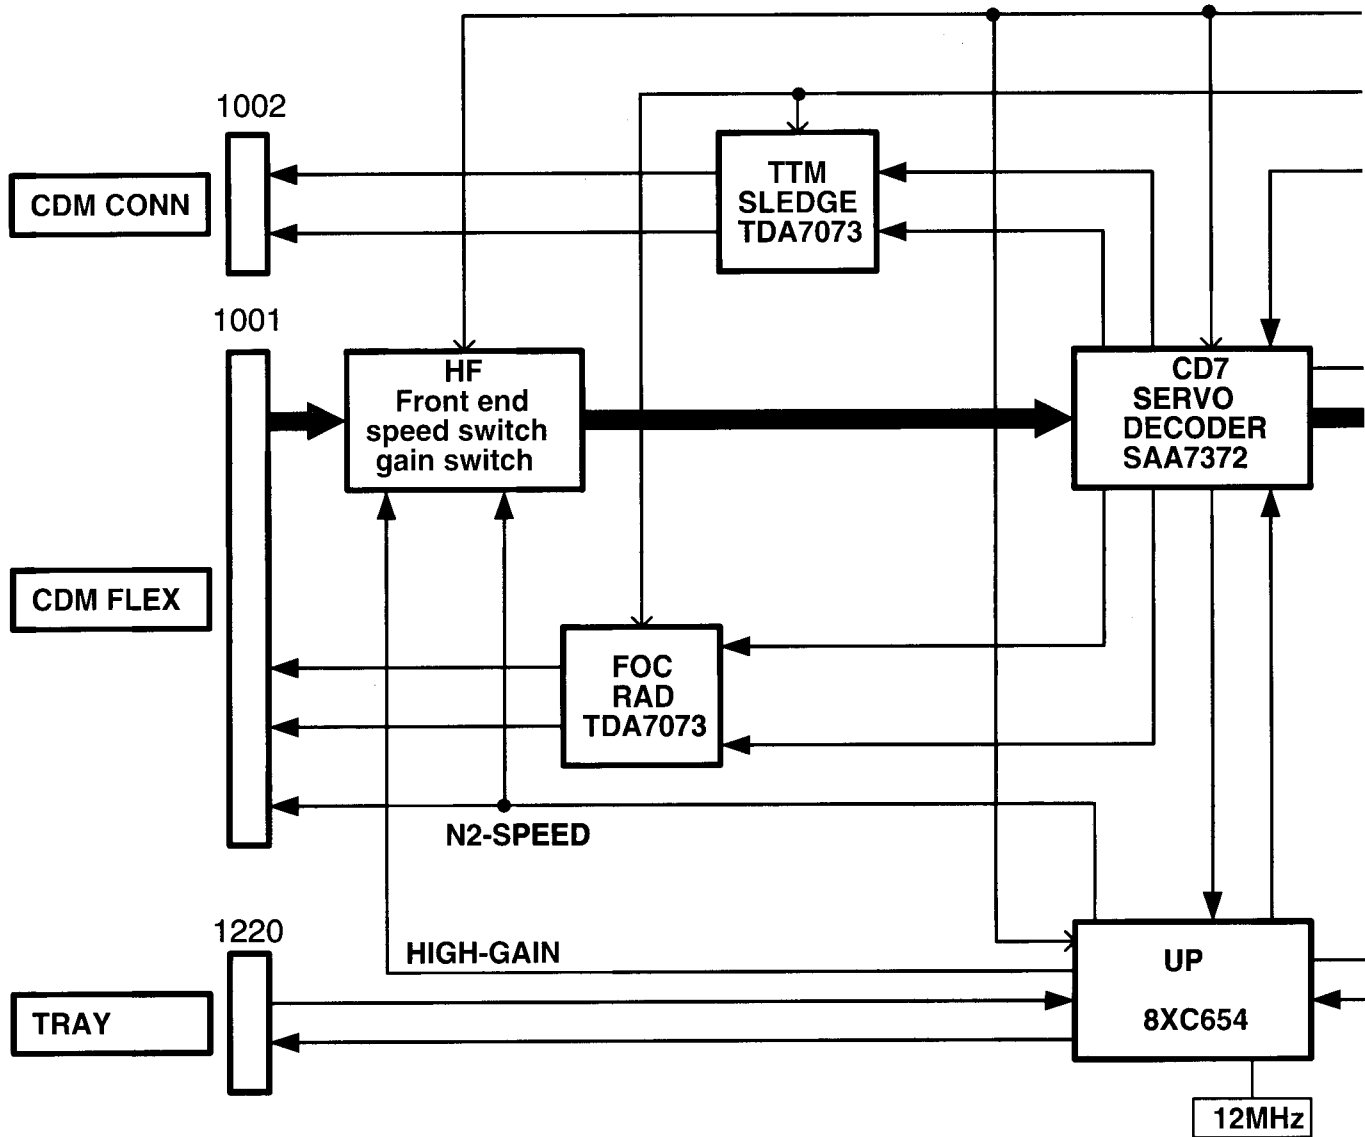 1002
CDM CONN
TTM
SLEDGE
TDA7073
1001
HF
Front end
speed switch
gain switch
CD7
SERVO
DECODER
SAA7372
CDM FLEX
FOC
RAD
TDA7073
N2-SPEED
1220
HIGH-GAIN
UP
8XC654
TRAY
12MHz